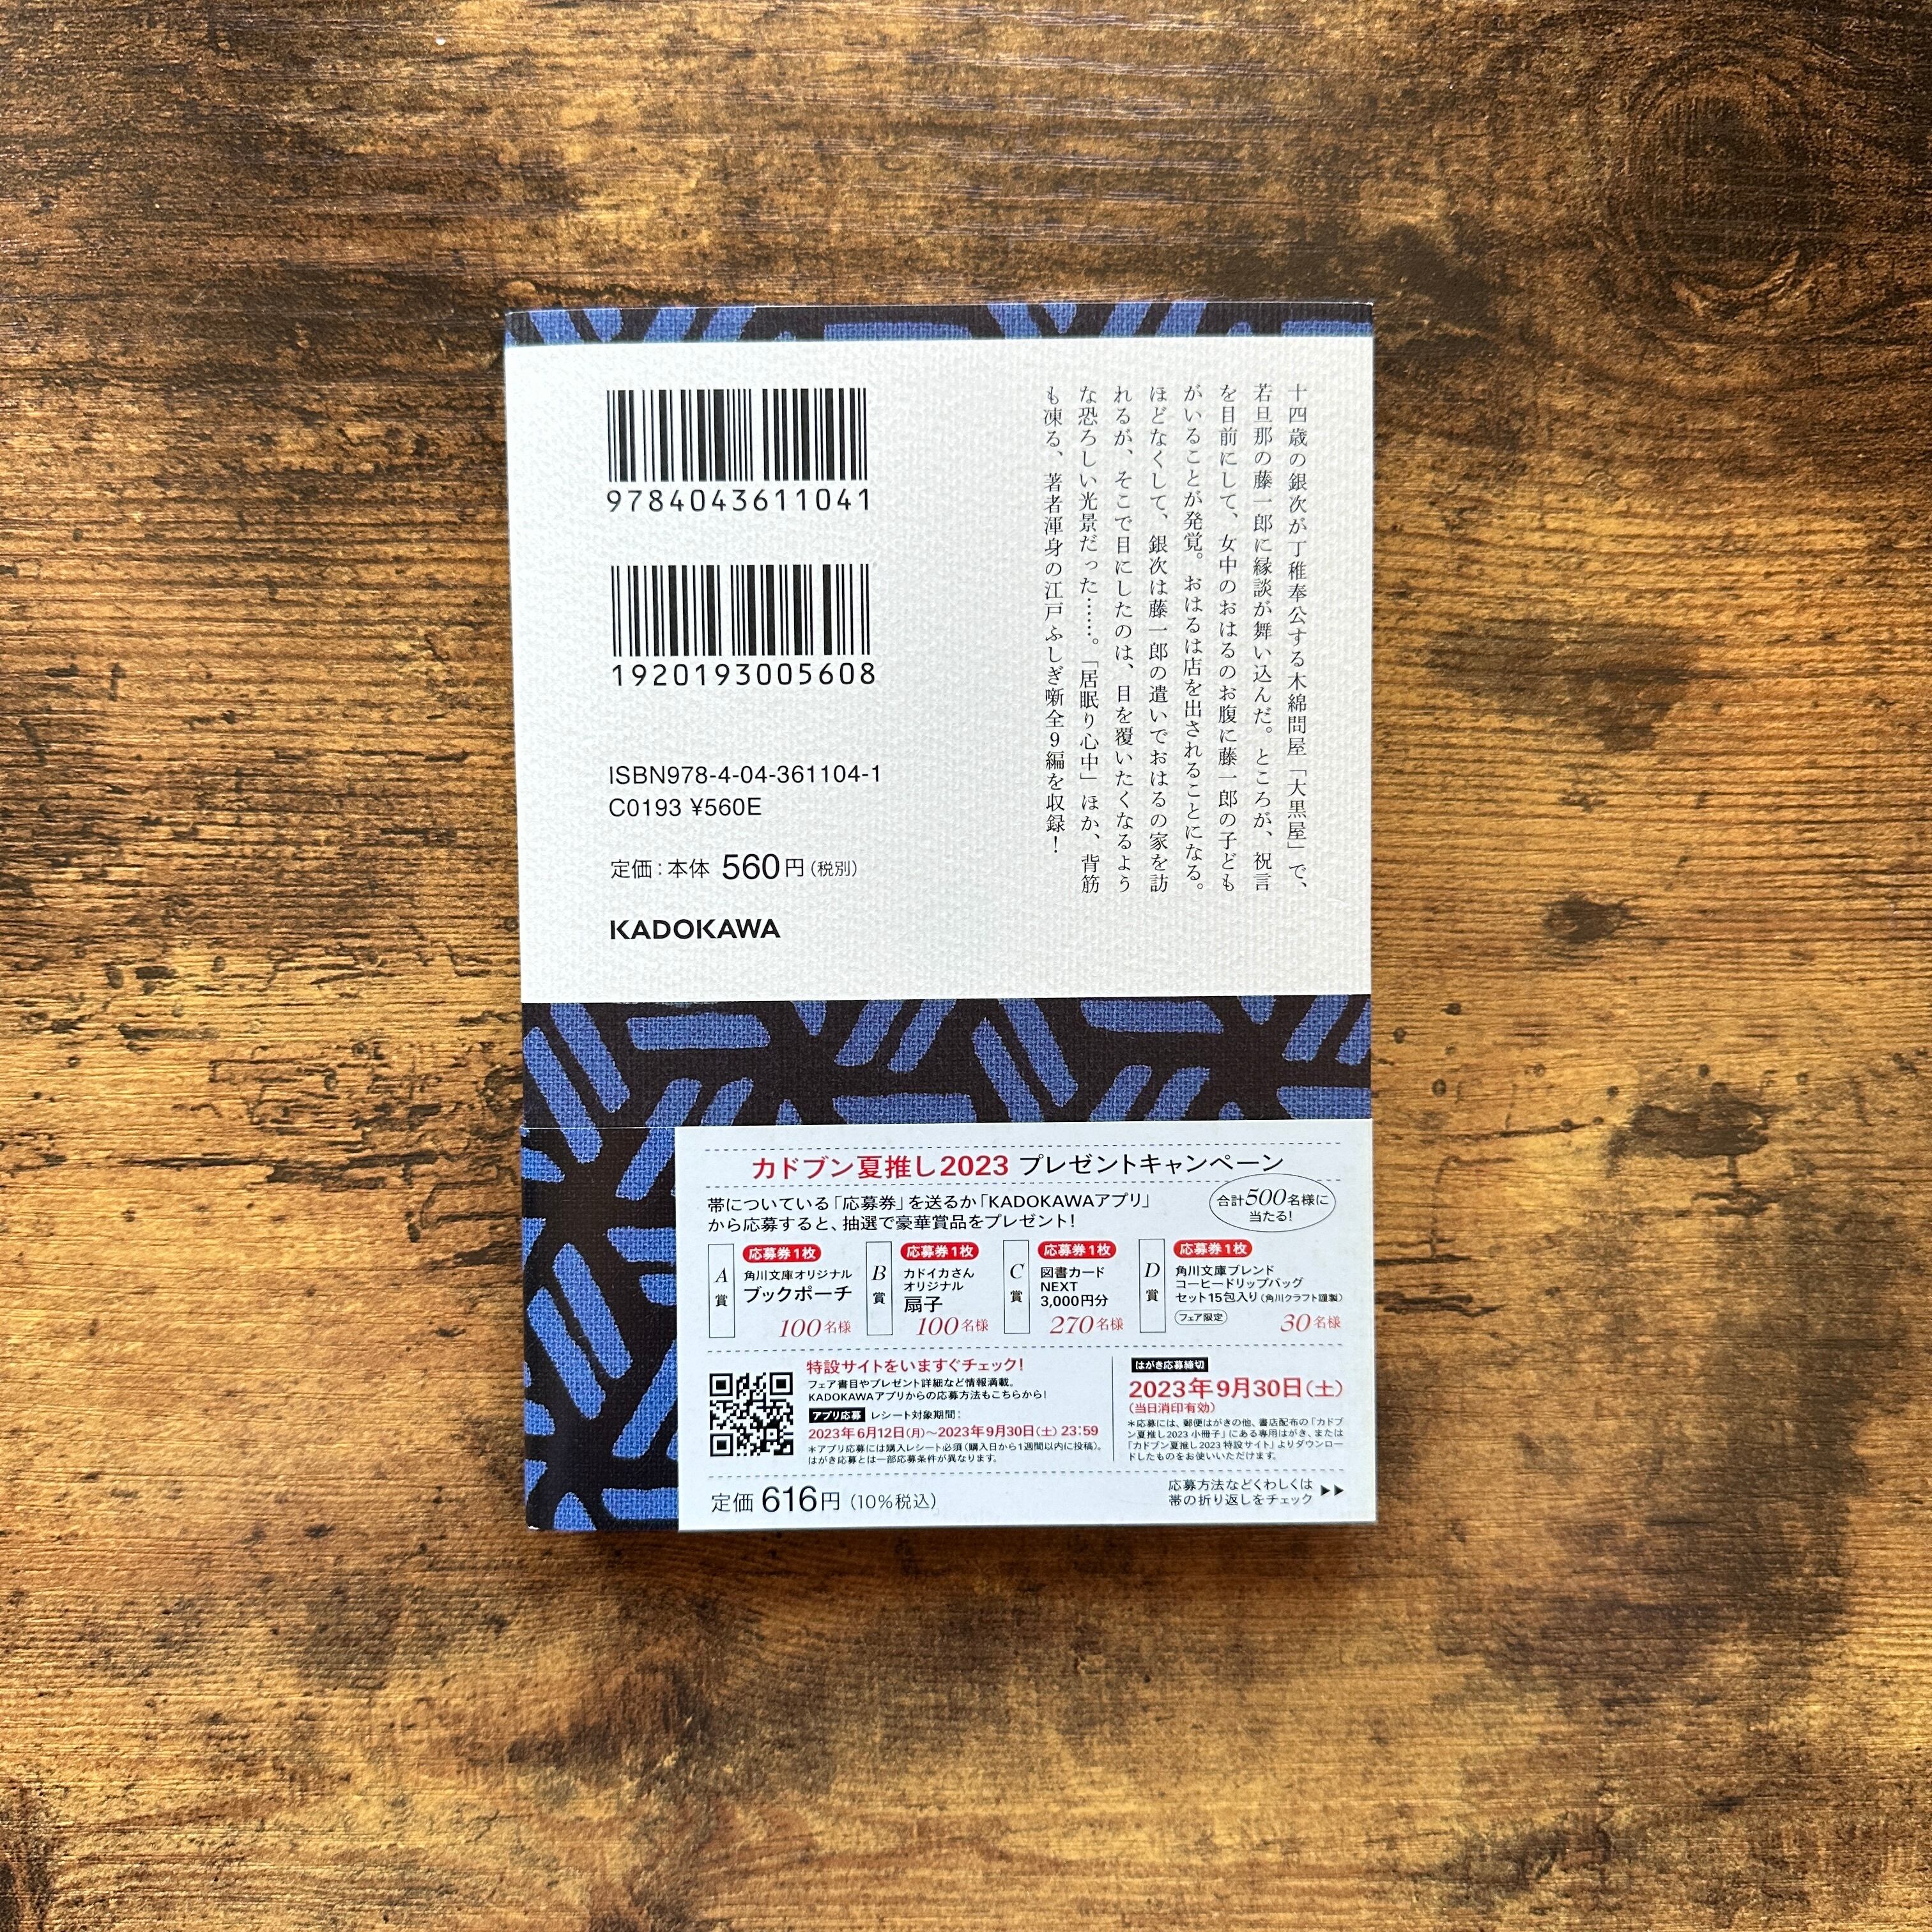 十四歳の銀次が丁稚奉公する木綿問屋「大黒屋」で、
若旦那の藤一郎に縁談が舞い込んだ。ところが、祝言
を目前にして、女中のおはるのお腹に藤一郎の子ども
がいることが発覚。おはるは店を出されることになる。
ほどなくして、銀次は藤一郎の遣いでおはるの家を訪
れるが、そこで目にしたのは、目を覆いたくなるよう
な恐ろしい光景だった……。「居眠り心中」ほか、背筋
も凍る、著者渾身の江戸ふしぎ噺全9編を収録！
9784043611041
1920193005608
ISBN978-4-04-361104-1
C0193 ¥560E
定価：本体 560円（税別）
KADOKAWA
カドブン夏推し2023 プレゼントキャンペーン
帯についている「応募券」を送るか「KADOKAWAアプリ」
から応募すると、抽選で豪華賞品をプレゼント！
合計500名様に
当たる！
A賞
応募券1枚
角川文庫オリジナル
ブックポーチ
100名様
B賞
応募券1枚
カドイカさん
オリジナル
扇子
100名様
C賞
応募券1枚
図書カード
NEXT
3,000円分
270名様
D賞
応募券1枚
角川文庫ブレンド
コーヒードリップバッグ
セット15包入り（角川クラフト謹製）
フェア限定
30名様
特設サイトをいますぐチェック！
フェア書目やプレゼント詳細など情報満載。
KADOKAWAアプリからの応募方法もこちらから！
アプリ応募 レシート対象期間：
2023年6月12日（月）～2023年9月30日（土）23:59
＊アプリ応募には購入レシート必須（購入日から1週間以内に投稿）。
はがき応募とは一部応募条件が異なります。
はがき応募締切
2023年9月30日（土）
（当日消印有効）
＊応募には、郵便はがきの他、書店配布の「カドブ
ン夏推し2023 小冊子」にある専用はがき、または
「カドブン夏推し2023 特設サイト」よりダウンロー
ドしたものをお使いいただけます。
定価 616円（10%税込）
応募方法などくわしくは
帯の折り返しをチェック ▶▶